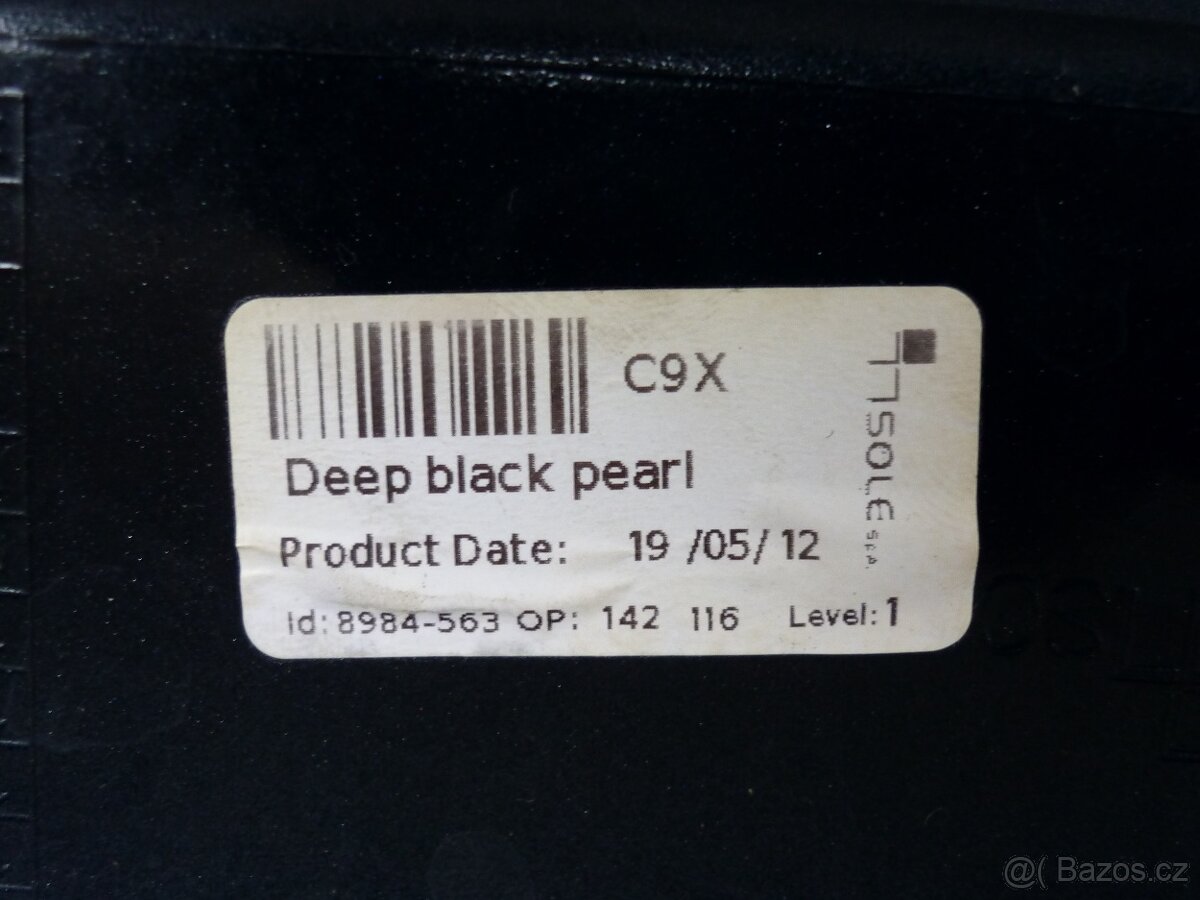 C9X
Deep black pearl
Product Date: 19 /05/ 12
Id: 8984-563 OP: 142 116 Level: 1
SOLE S.p.A.
@( Bazos.cz